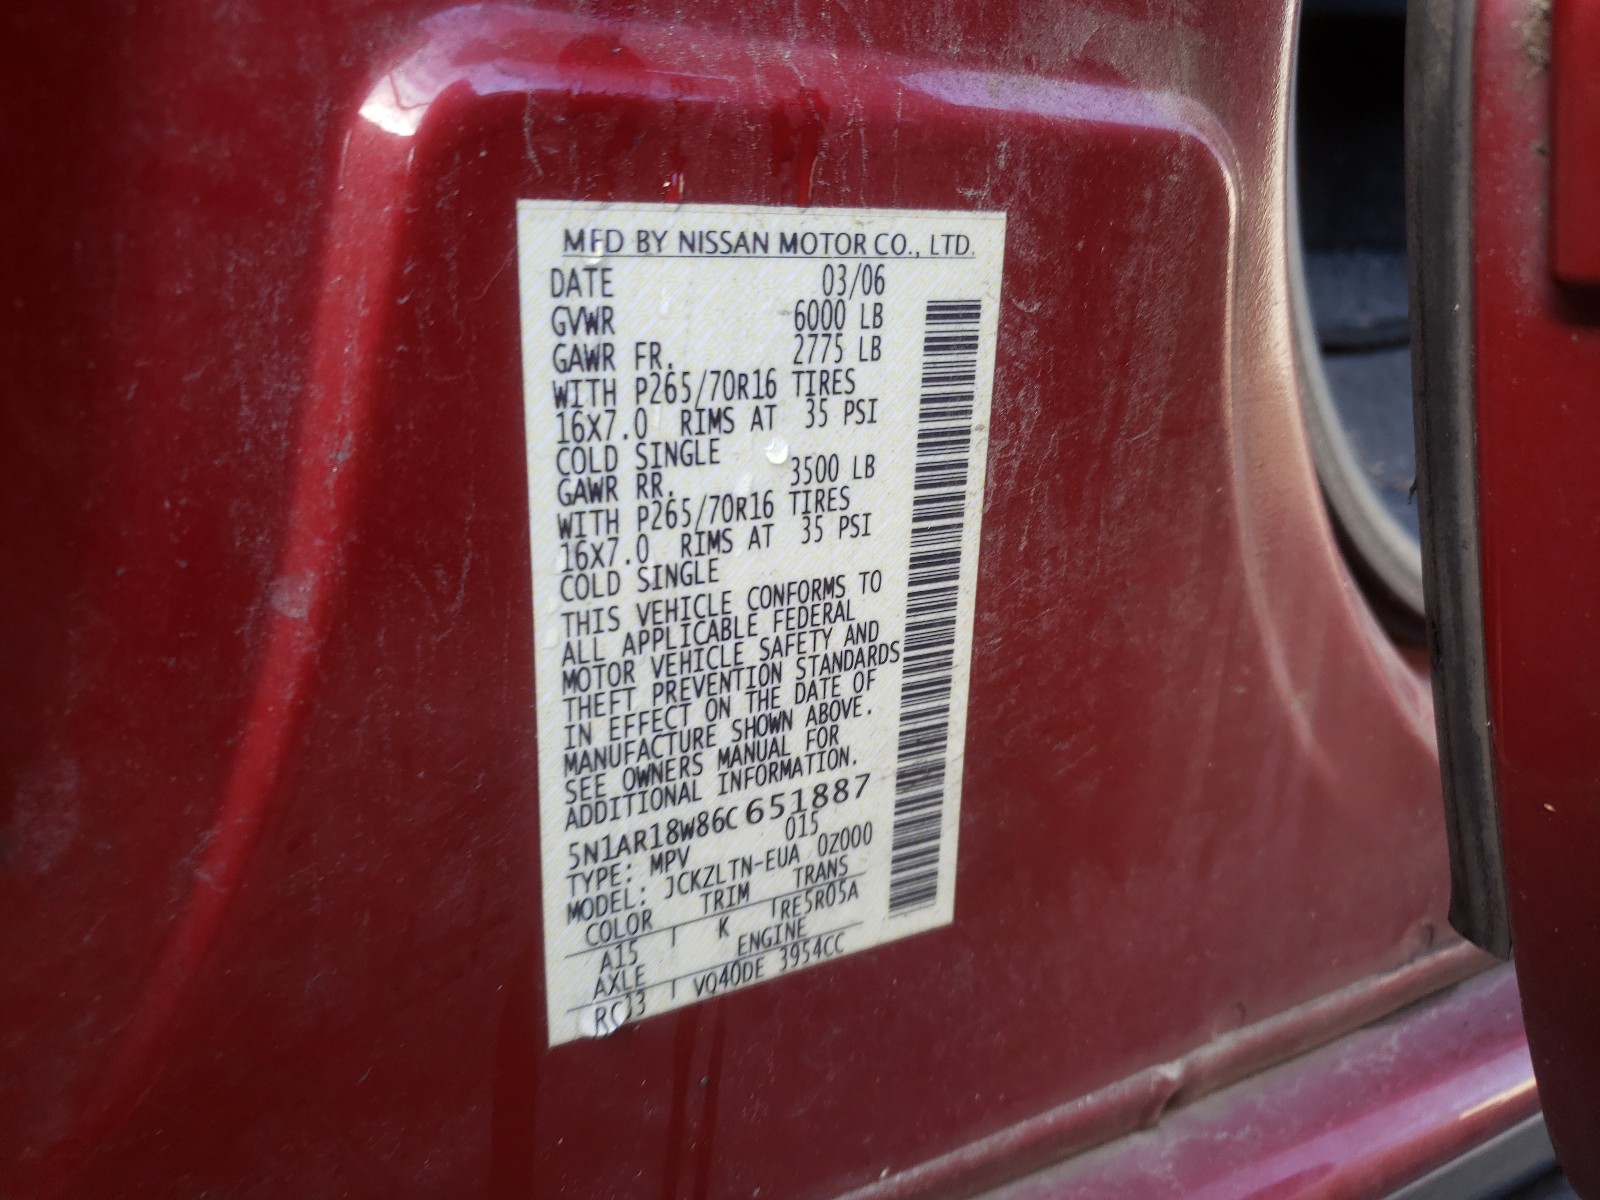 MFD BY NISSAN MOTOR CO., LTD.
DATE 03/06
GVWR 6000 LB
GAWR FR. 2775 LB
WITH P265/70R16 TIRES
16X7.0 RIMS AT 35 PSI
COLD SINGLE
GAWR RR. 3500 LB
WITH P265/70R16 TIRES
16X7.0 RIMS AT 35 PSI
COLD SINGLE
THIS VEHICLE CONFORMS TO
ALL APPLICABLE FEDERAL
MOTOR VEHICLE SAFETY AND
THEFT PREVENTION STANDARDS
IN EFFECT ON THE DATE OF
MANUFACTURE SHOWN ABOVE.
SEE OWNERS MANUAL FOR
ADDITIONAL INFORMATION.
5N1AR18W86C651887
TYPE: MPV 015
MODEL: JCKZLTN-EUA 0Z000
COLOR TRIM TRANS
A15 K RE5R05A
AXLE ENGINE
VQ40DE 3954CC